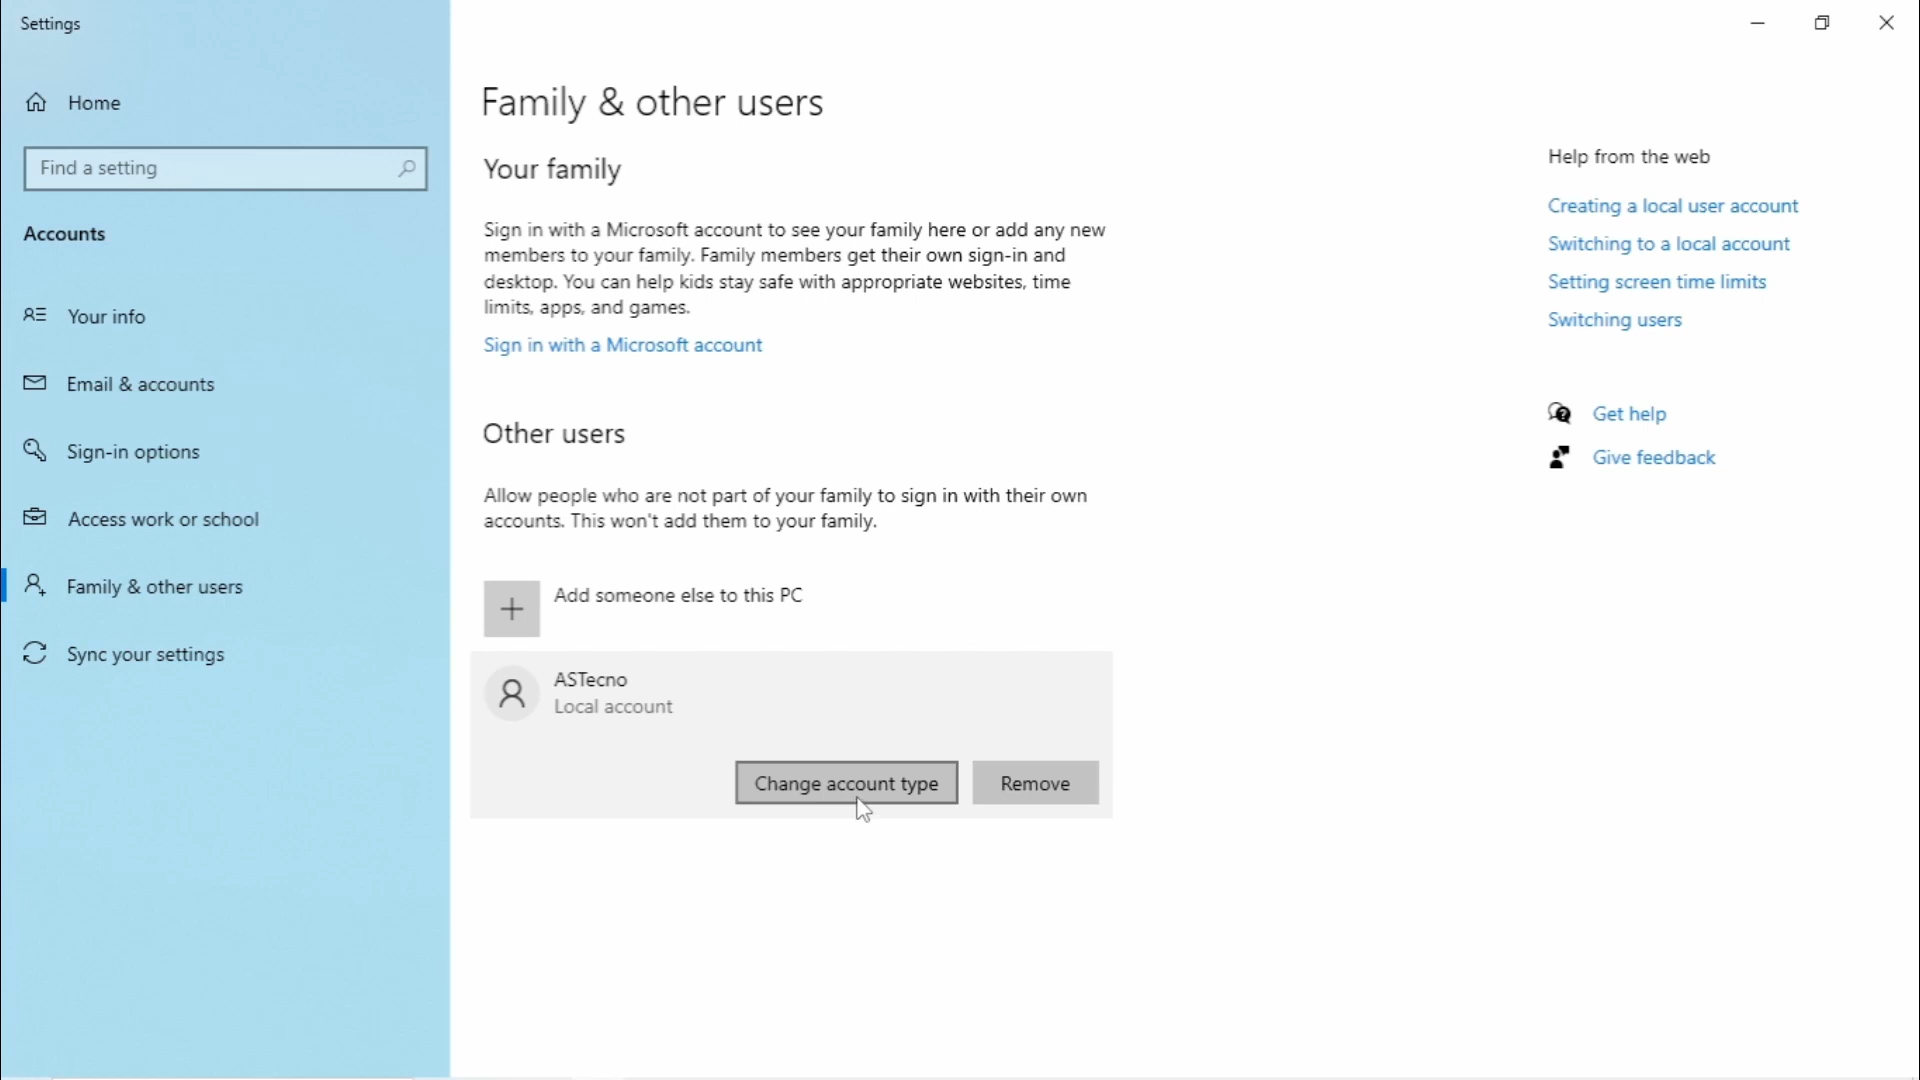 Settings
Home
Find a setting
Accounts
Your info
Email & accounts
Sign-in options
Access work or school
Family & other users
Sync your settings
Family & other users
Your family
Sign in with a Microsoft account to see your family here or add any new
members to your family. Family members get their own sign-in and
desktop. You can help kids stay safe with appropriate websites, time
limits, apps, and games.
Sign in with a Microsoft account
Other users
Allow people who are not part of your family to sign in with their own
accounts. This won't add them to your family.
Add someone else to this PC
ASTecno
Local account
Change account type
Remove
Help from the web
Creating a local user account
Switching to a local account
Setting screen time limits
Switching users
Get help
Give feedback